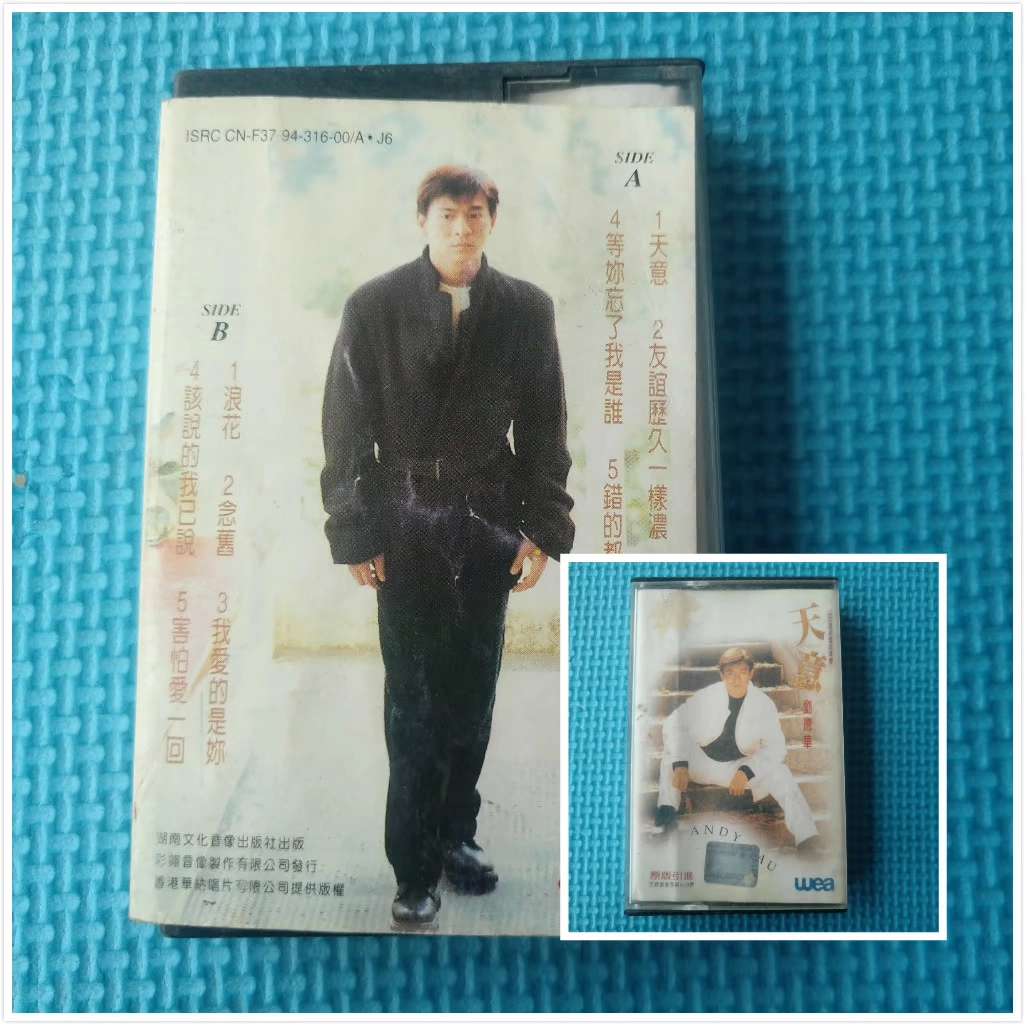 ISRC CN-F37 94-316-00/A • J6
SIDE
A
1天意 2友誼歷久一樣濃
4等妳忘了我是誰 5錯的都
SIDE
B
1浪花 2念舊 3我愛的是妳
4該說的我已說 5害怕愛一回
湖南文化音像出版社出版
彩翎音像製作有限公司發行
香港華納唱片有限公司提供版權
天意
劉德華
ANDY LAU
原版引進
wea